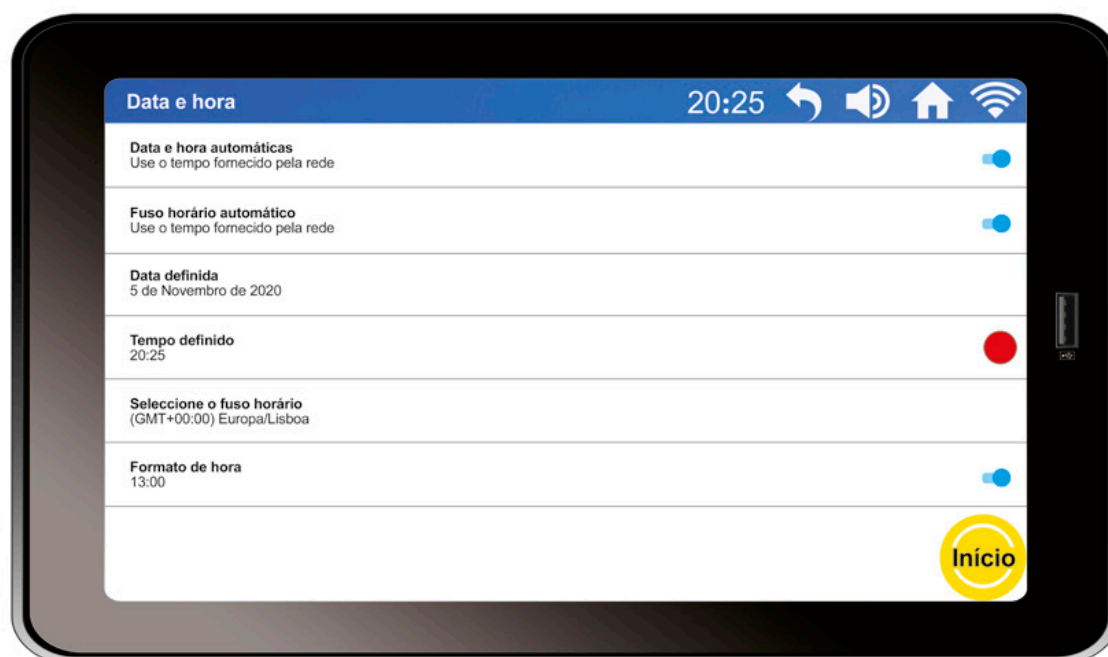 Data e hora
20:25
Data e hora automáticas
Use o tempo fornecido pela rede
Fuso horário automático
Use o tempo fornecido pela rede
Data definida
5 de Novembro de 2020
Tempo definido
20:25
Seleccione o fuso horário
(GMT+00:00) Europa/Lisboa
Formato de hora
13:00
Início